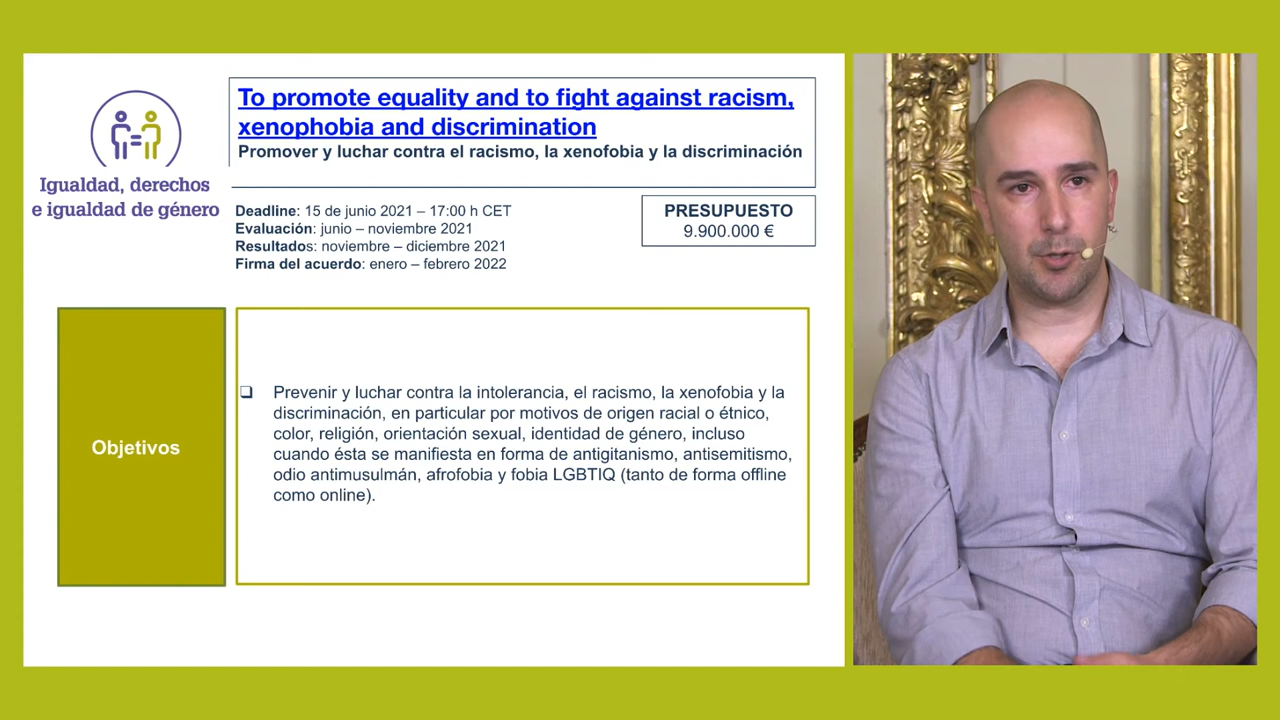 To promote equality and to fight against racism,
xenophobia and discrimination
Promover y luchar contra el racismo, la xenofobia y la discriminación
Igualdad, derechos
e igualdad de género
Deadline: 15 de junio 2021 – 17:00 h CET
Evaluación: junio – noviembre 2021
Resultados: noviembre – diciembre 2021
Firma del acuerdo: enero – febrero 2022
PRESUPUESTO
9.900.000 €
Objetivos
❑ Prevenir y luchar contra la intolerancia, el racismo, la xenofobia y la
discriminación, en particular por motivos de origen racial o étnico,
color, religión, orientación sexual, identidad de género, incluso
cuando ésta se manifiesta en forma de antigitanismo, antisemitismo,
odio antimusulmán, afrofobia y fobia LGBTIQ (tanto de forma offline
como online).